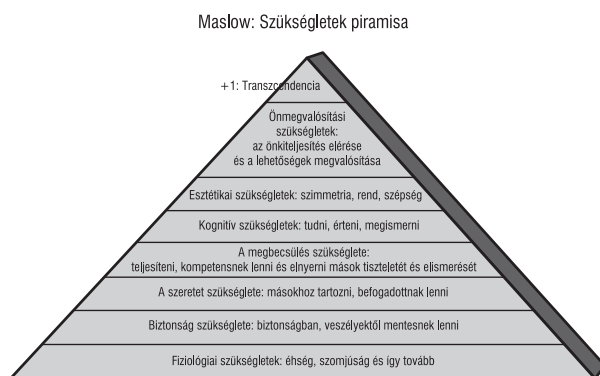 Maslow: Szükségletek piramisa
+1: Transzcendencia
Önmegvalósítási
szükségletek:
az önkiteljesítés elérése
és a lehetőségek megvalósítása
Esztétikai szükségletek: szimmetria, rend, szépség
Kognitív szükségletek: tudni, érteni, megismerni
A megbecsülés szükséglete:
teljesíteni, kompetensnek lenni és elnyerni mások tiszteletét és elismerését
A szeretet szükséglete: másokhoz tartozni, befogadottnak lenni
Biztonság szükséglete: biztonságban, veszélyektől mentesnek lenni
Fiziológiai szükségletek: éhség, szomjúság és így tovább